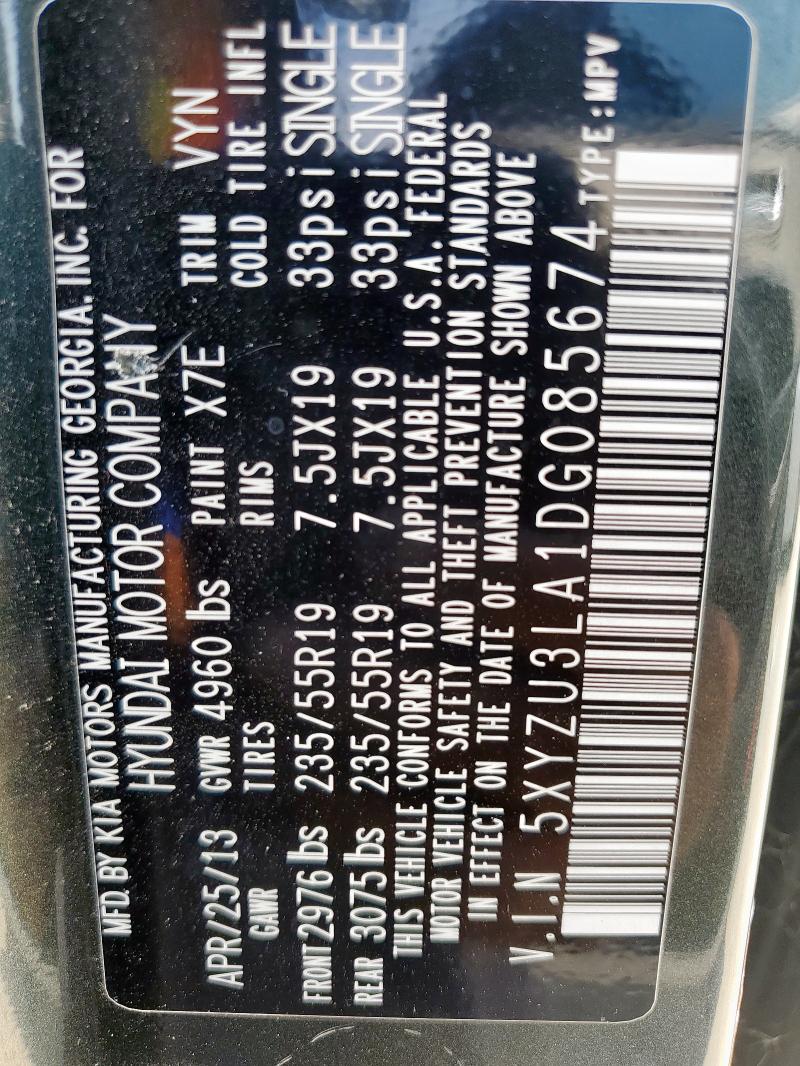 MFD. BY KIA MOTORS MANUFACTURING GEORGIA, INC. FOR
HYUNDAI MOTOR COMPANY
APR/25/13 GVWR 4960 lbs PAINT X7E TRIM VYN
GAWR TIRES RIMS COLD TIRE INFL
FRONT 2976 lbs 235/55R19 7.5JX19 33psi SINGLE
REAR 3075 lbs 235/55R19 7.5JX19 33psi SINGLE
THIS VEHICLE CONFORMS TO ALL APPLICABLE U.S.A. FEDERAL
MOTOR VEHICLE SAFETY AND THEFT PREVENTION STANDARDS
IN EFFECT ON THE DATE OF MANUFACTURE SHOWN ABOVE
V.I.N 5XYZU3LA1DG085674 TYPE:MPV